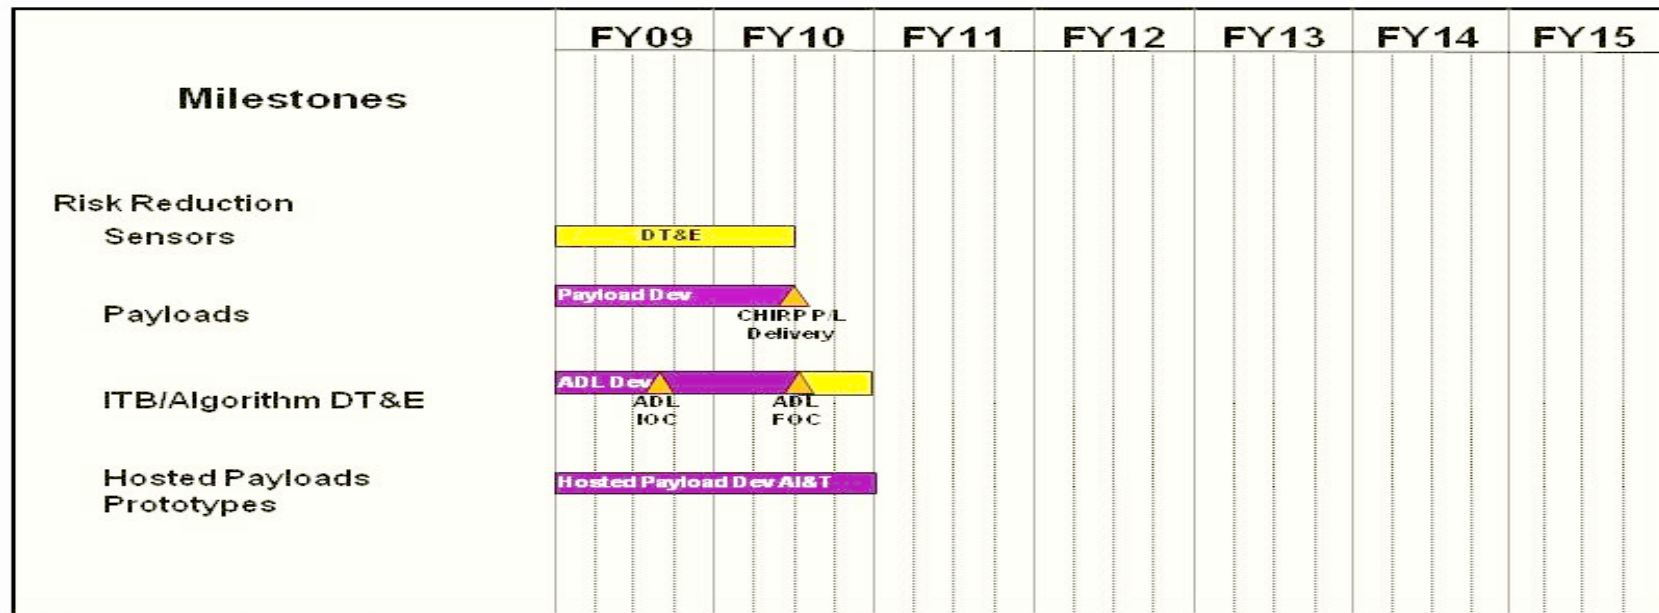 FY09 FY10 FY11 FY12 FY13 FY14 FY15
Milestones
Risk Reduction
Sensors
DT&E
Payload Dev
Payloads
CHIRP P/L
Delivery
ADL Dev
ITB/Algorithm DT&E
ADL
IOC
ADL
FOC
Hosted Payloads
Prototypes
Hosted Payload Dev AI&T